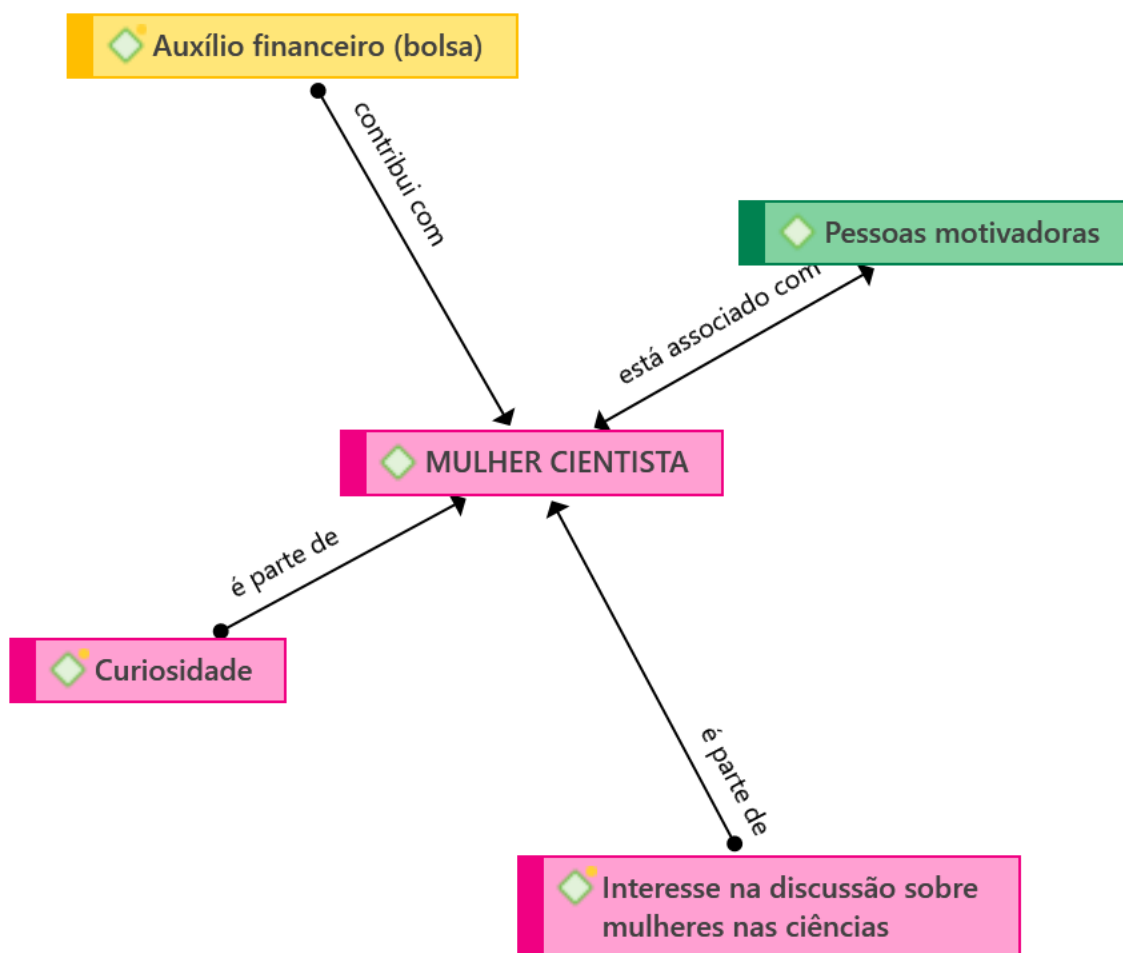 Auxílio financeiro (bolsa)
contribui com
Pessoas motivadoras
está associado com
MULHER CIENTISTA
é parte de
Curiosidade
é parte de
Interesse na discussão sobre
mulheres nas ciências